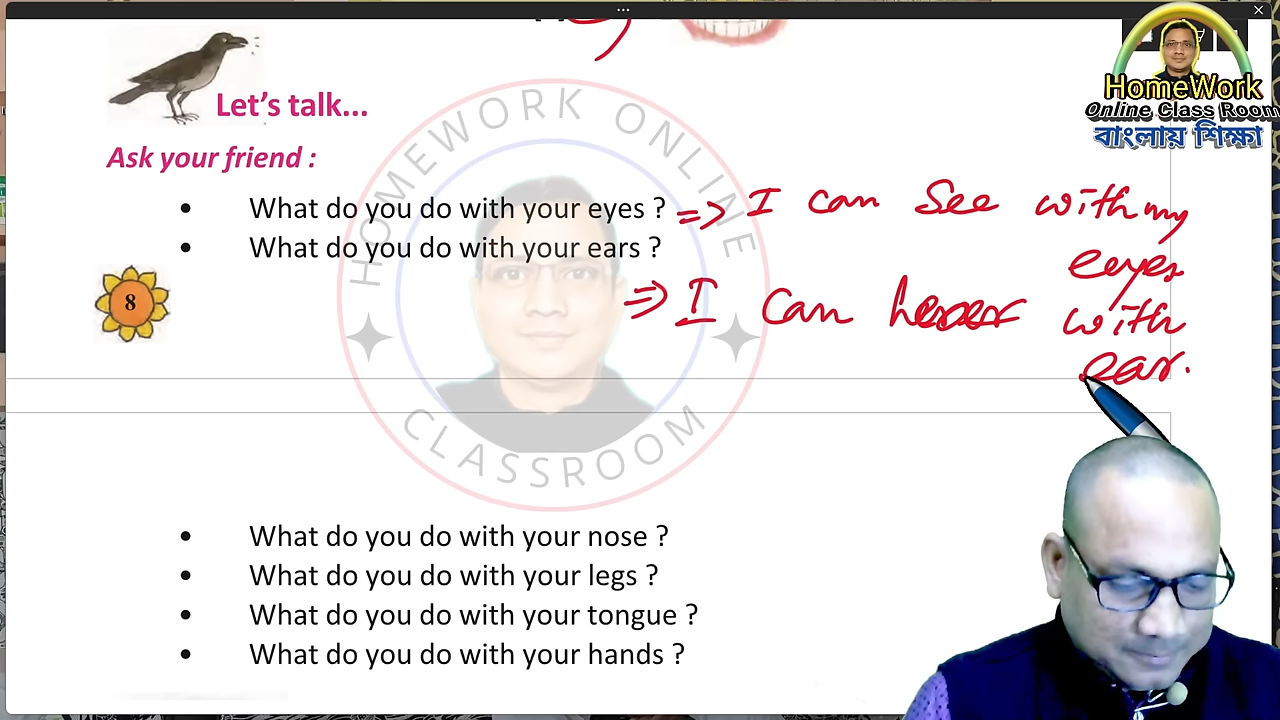 HomeWork
Online Class Room
বাংলায় শিক্ষা
Let's talk...
Ask your friend :
• What do you do with your eyes ? => I can see with my
eyes
• What do you do with your ears ?
=> I can with
ear.
8
HOMEWORK ONLINE
CLASSROOM
• What do you do with your nose ?
• What do you do with your legs ?
• What do you do with your tongue ?
• What do you do with your hands ?